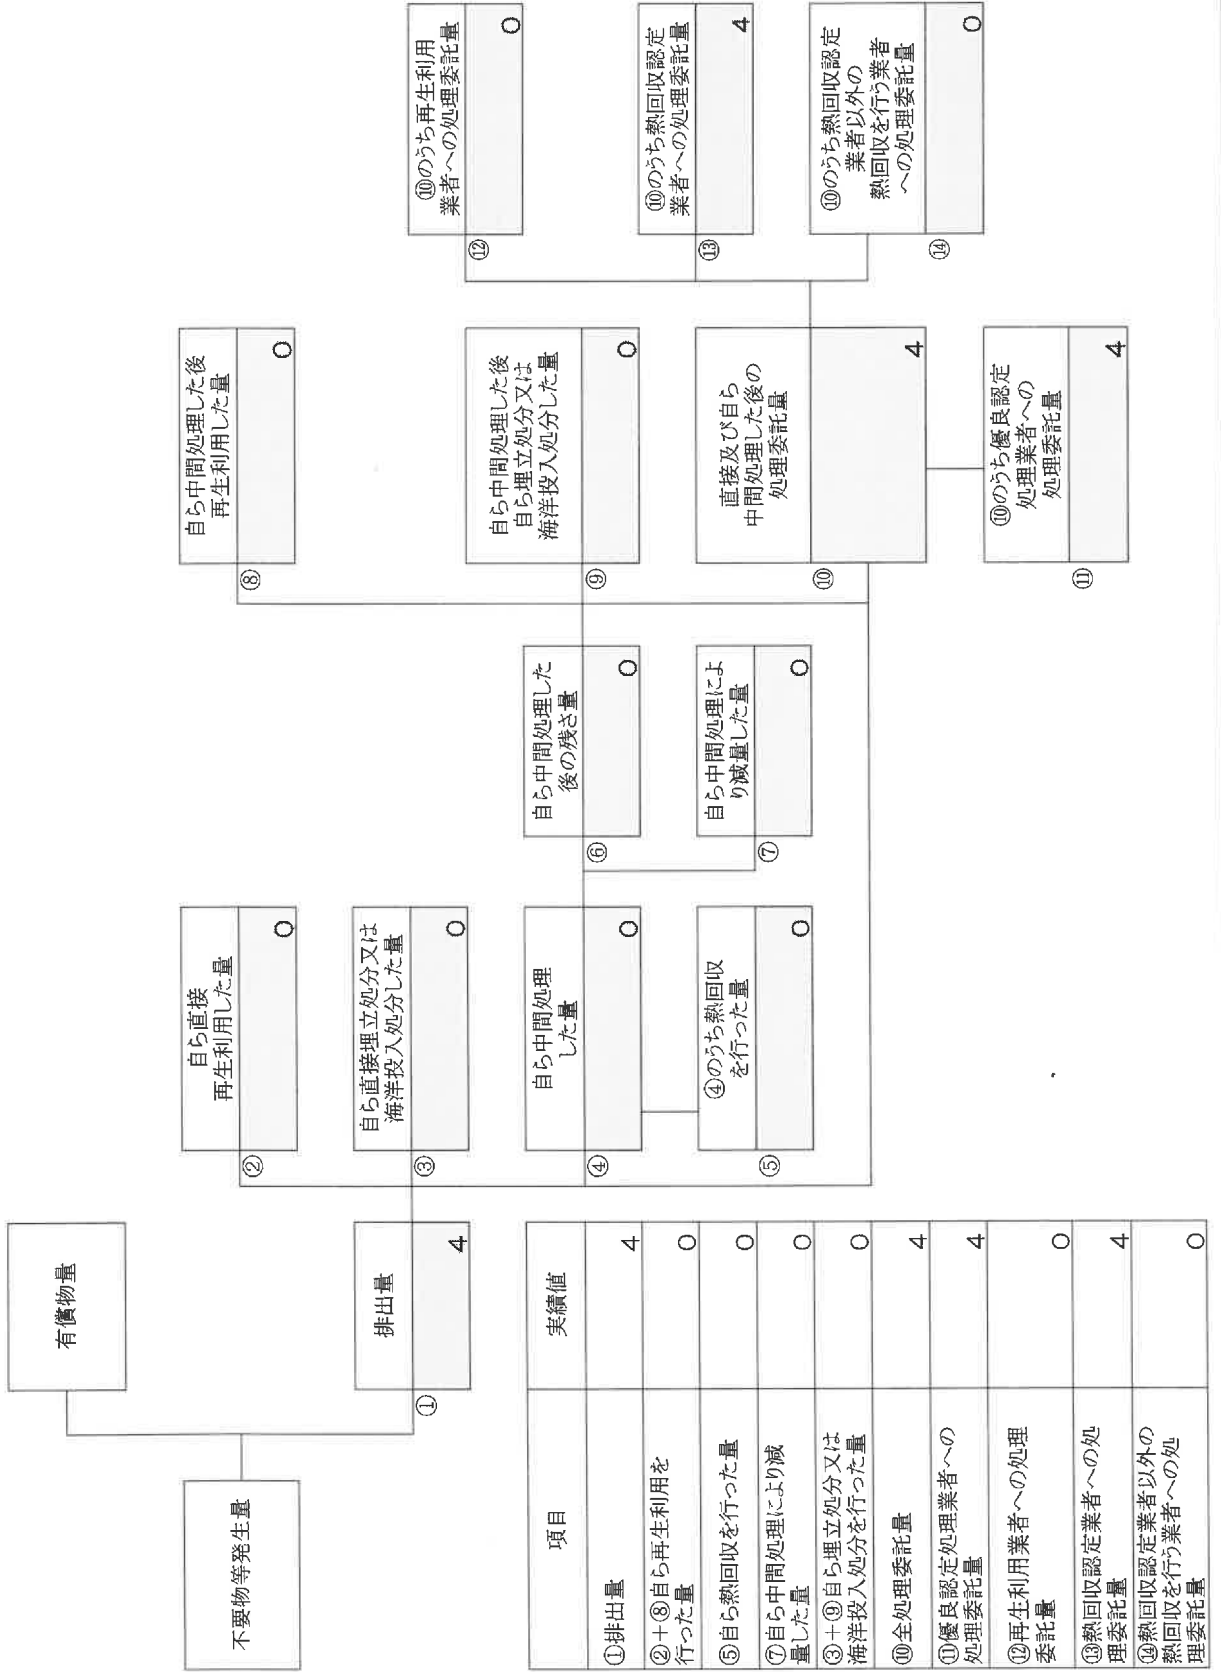 不要物等発生量
有償物量
排出量
①
4
自ら直接
再生利用した量
②
0
自ら直接埋立処分又は
海洋投入処分した量
③
0
自ら中間処理
した量
④
0
④のうち熱回収
を行った量
⑤
0
自ら中間処理した
後の残さ量
⑥
0
自ら中間処理によ
り減量した量
⑦
0
自ら中間処理した後
再生利用した量
⑧
0
自ら中間処理した後
自ら埋立処分又は
海洋投入処分した量
⑨
0
直接及び自ら
中間処理した後の
処理委託量
⑩
4
⑩のうち優良認定
処理業者への
処理委託量
⑪
4
⑩のうち再生利用
業者への処理委託量
⑫
0
⑩のうち熱回収認定
業者への処理委託量
⑬
4
⑩のうち熱回収認定
業者以外の
熱回収を行う業者
への処理委託量
⑭
0
項目 実績値
①排出量 4
②+⑧自ら再生利用を
行った量 0
⑤自ら熱回収を行った量 0
⑦自ら中間処理により減
量した量 0
③+⑨自ら埋立処分又は
海洋投入処分を行った量 0
⑩全処理委託量 4
⑪優良認定処理業者への
処理委託量 4
⑫再生利用業者への処理
委託量 0
⑬熱回収認定業者への処
理委託量 4
⑭熱回収認定業者以外の
熱回収を行う業者への処
理委託量 0